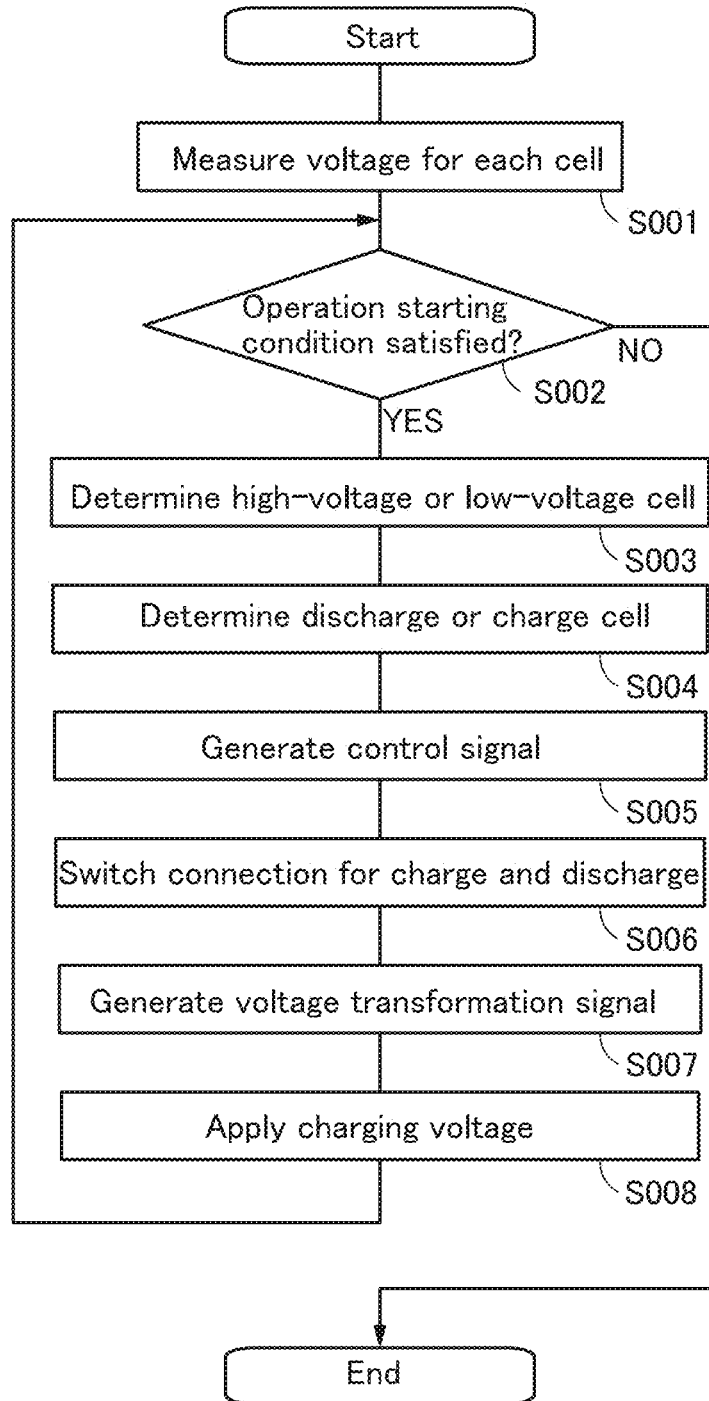 Start
Measure voltage for each cell
S001
Operation starting
condition satisfied?
NO
S002
YES
Determine high-voltage or low-voltage cell
S003
Determine discharge or charge cell
S004
Generate control signal
S005
Switch connection for charge and discharge
S006
Generate voltage transformation signal
S007
Apply charging voltage
S008
End